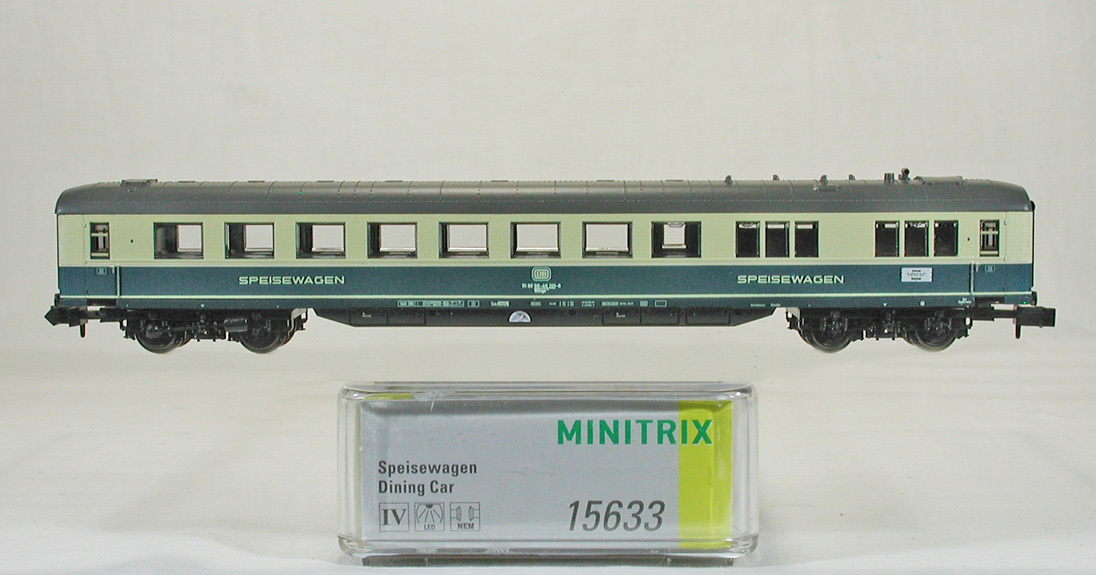 SPEISEWAGEN
DB
SPEISEWAGEN
MINITRIX
Speisewagen
Dining Car
IV LED NEM
15633